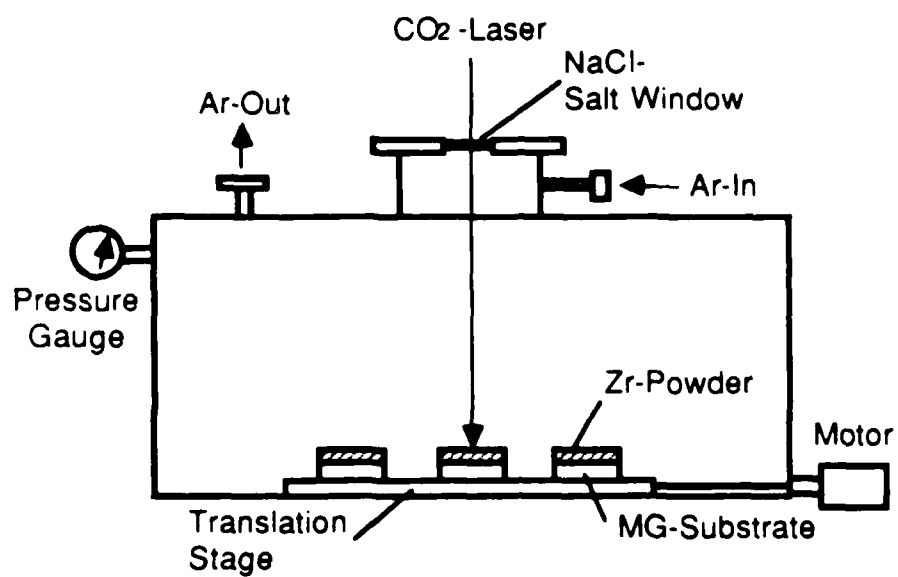 CO2-Laser
NaCl-
Salt Window
Ar-Out
Ar-In
Pressure
Gauge
Zr-Powder
Motor
Translation
Stage
MG-Substrate